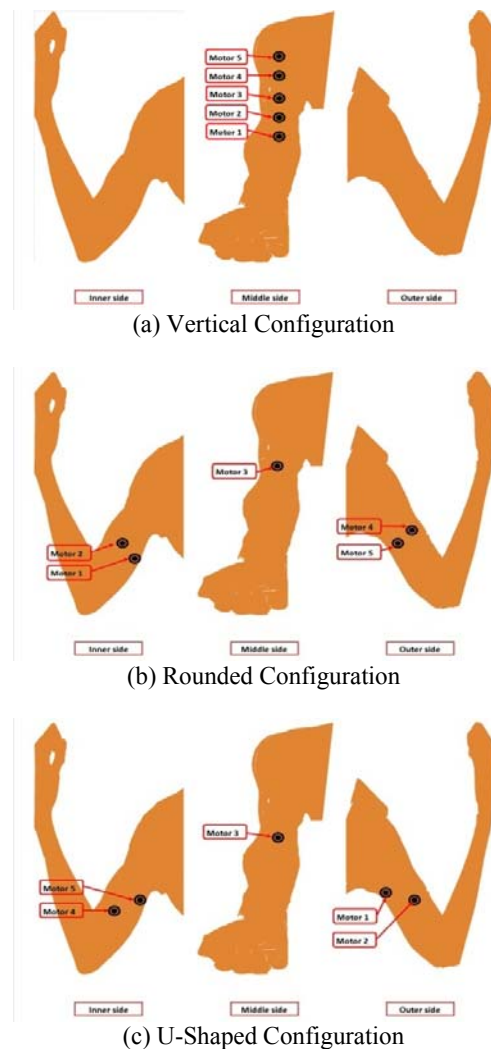 Motor 5
Motor 4
Motor 3
Motor 2
Motor 1
Inner side
Middle side
Outer side
(a) Vertical Configuration
Motor 3
Motor 4
Motor 2
Motor 5
Motor 1
Inner side
Middle side
Outer side
(b) Rounded Configuration
Motor 3
Motor 5
Motor 4
Motor 1
Motor 2
Inner side
Middle side
Outer side
(c) U-Shaped Configuration